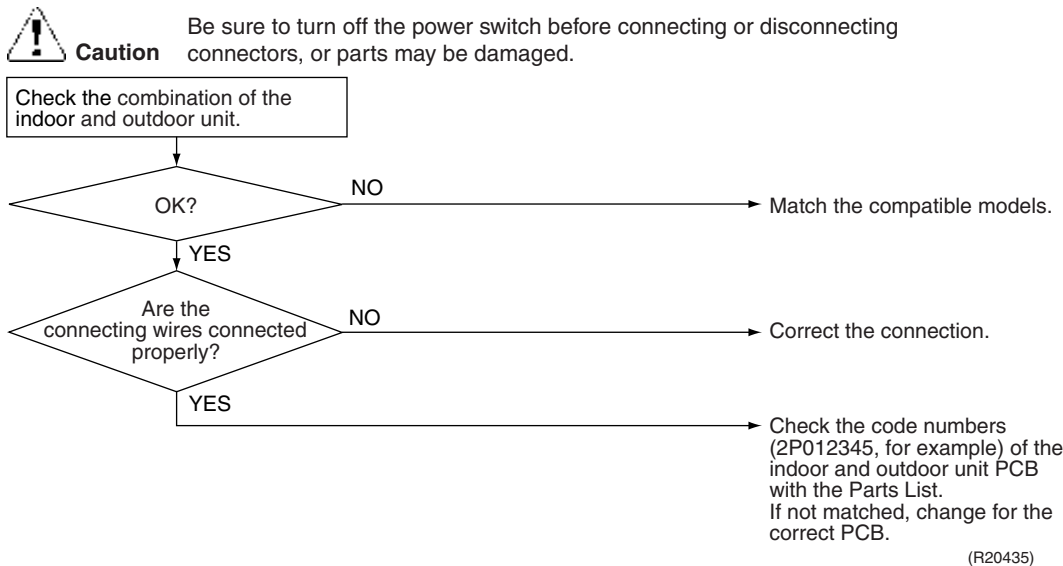 Be sure to turn off the power switch before connecting or disconnecting
Caution connectors, or parts may be damaged.
Check the combination of the
indoor and outdoor unit.
OK?
NO
Match the compatible models.
YES
Are the
connecting wires connected
properly?
NO
Correct the connection.
YES
Check the code numbers
(2P012345, for example) of the
indoor and outdoor unit PCB
with the Parts List.
If not matched, change for the
correct PCB.
(R20435)